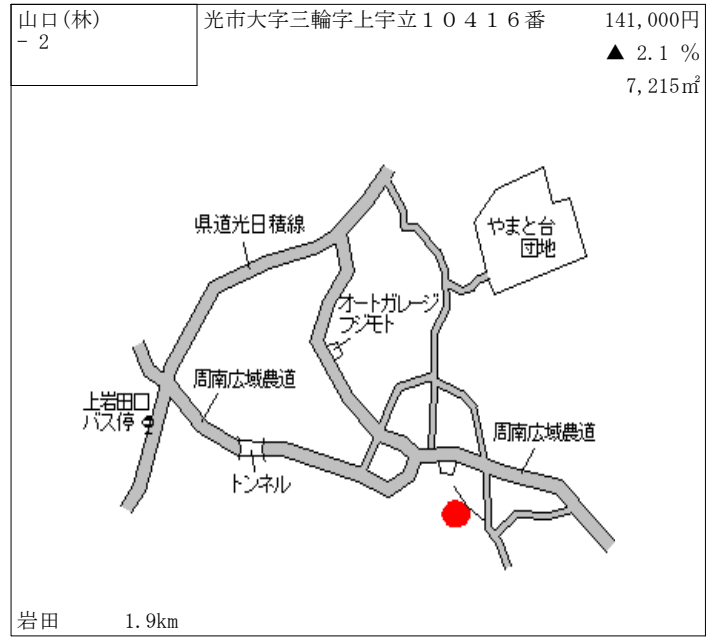 山口(林)
－２
光市大字三輪字上宇立１０４１６番
141,000円
▲ 2.1 %
7,215㎡
県道光日積線
やまと台
団地
オートガレージ
フジモト
周南広域農道
上岩田口
バス停
トンネル
周南広域農道
岩田 1.9km